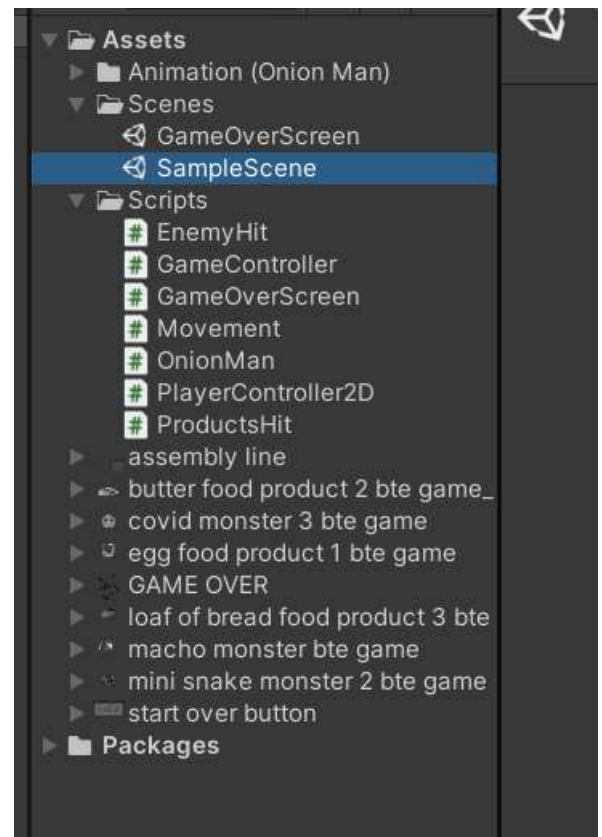 Assets
Animation (Onion Man)
Scenes
GameOverScreen
SampleScene
Scripts
# EnemyHit
# GameController
# GameOverScreen
# Movement
# OnionMan
# PlayerController2D
# ProductsHit
assembly line
butter food product 2 bte game_
covid monster 3 bte game
egg food product 1 bte game
GAME OVER
loaf of bread food product 3 bte
macho monster bte game
mini snake monster 2 bte game
start over button
Packages